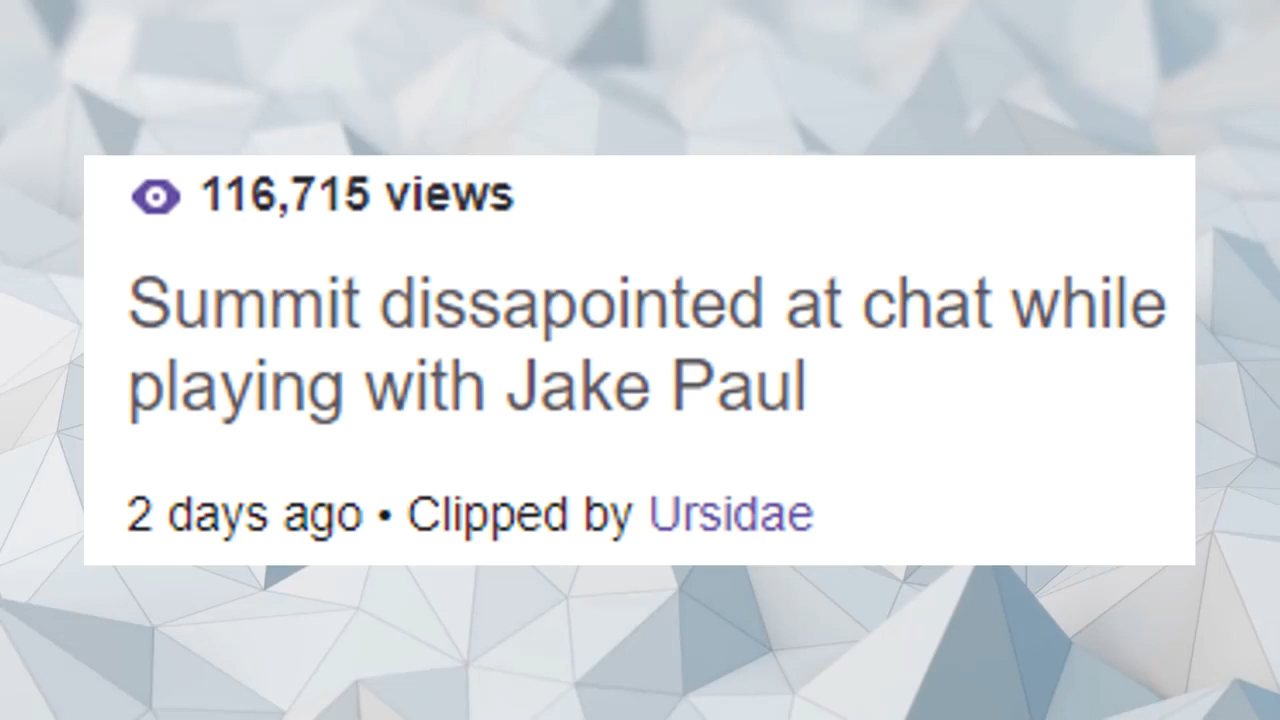 116,715 views
Summit dissapointed at chat while
playing with Jake Paul
2 days ago • Clipped by Ursidae